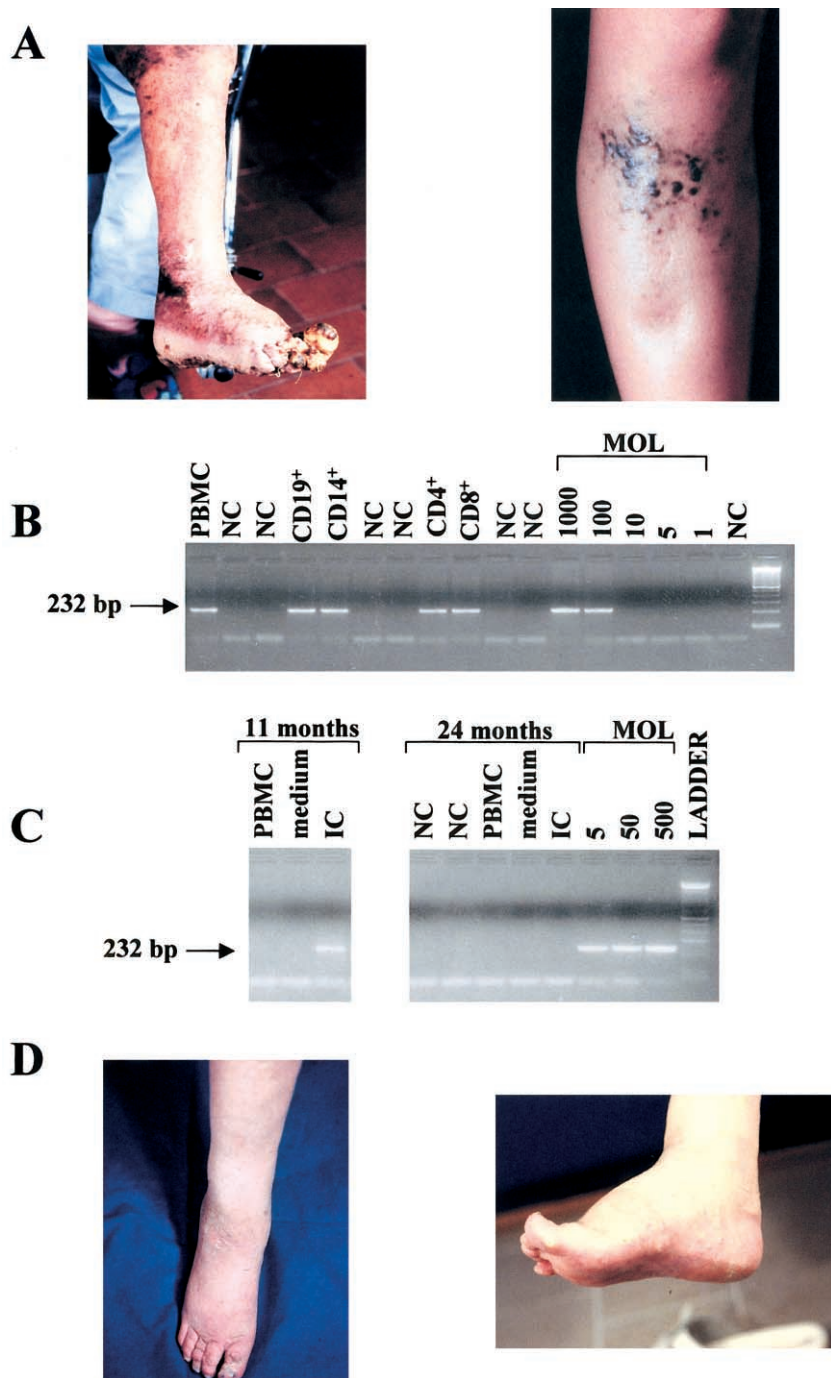 A
MOL
PBMC NC NC CD19+ CD14+ NC NC CD4+ CD8+ NC NC 1000 100 10 5 1 NC
B
232 bp
11 months 24 months MOL
PBMC medium IC NC NC PBMC medium IC 5 50 500 LADDER
C
232 bp
D